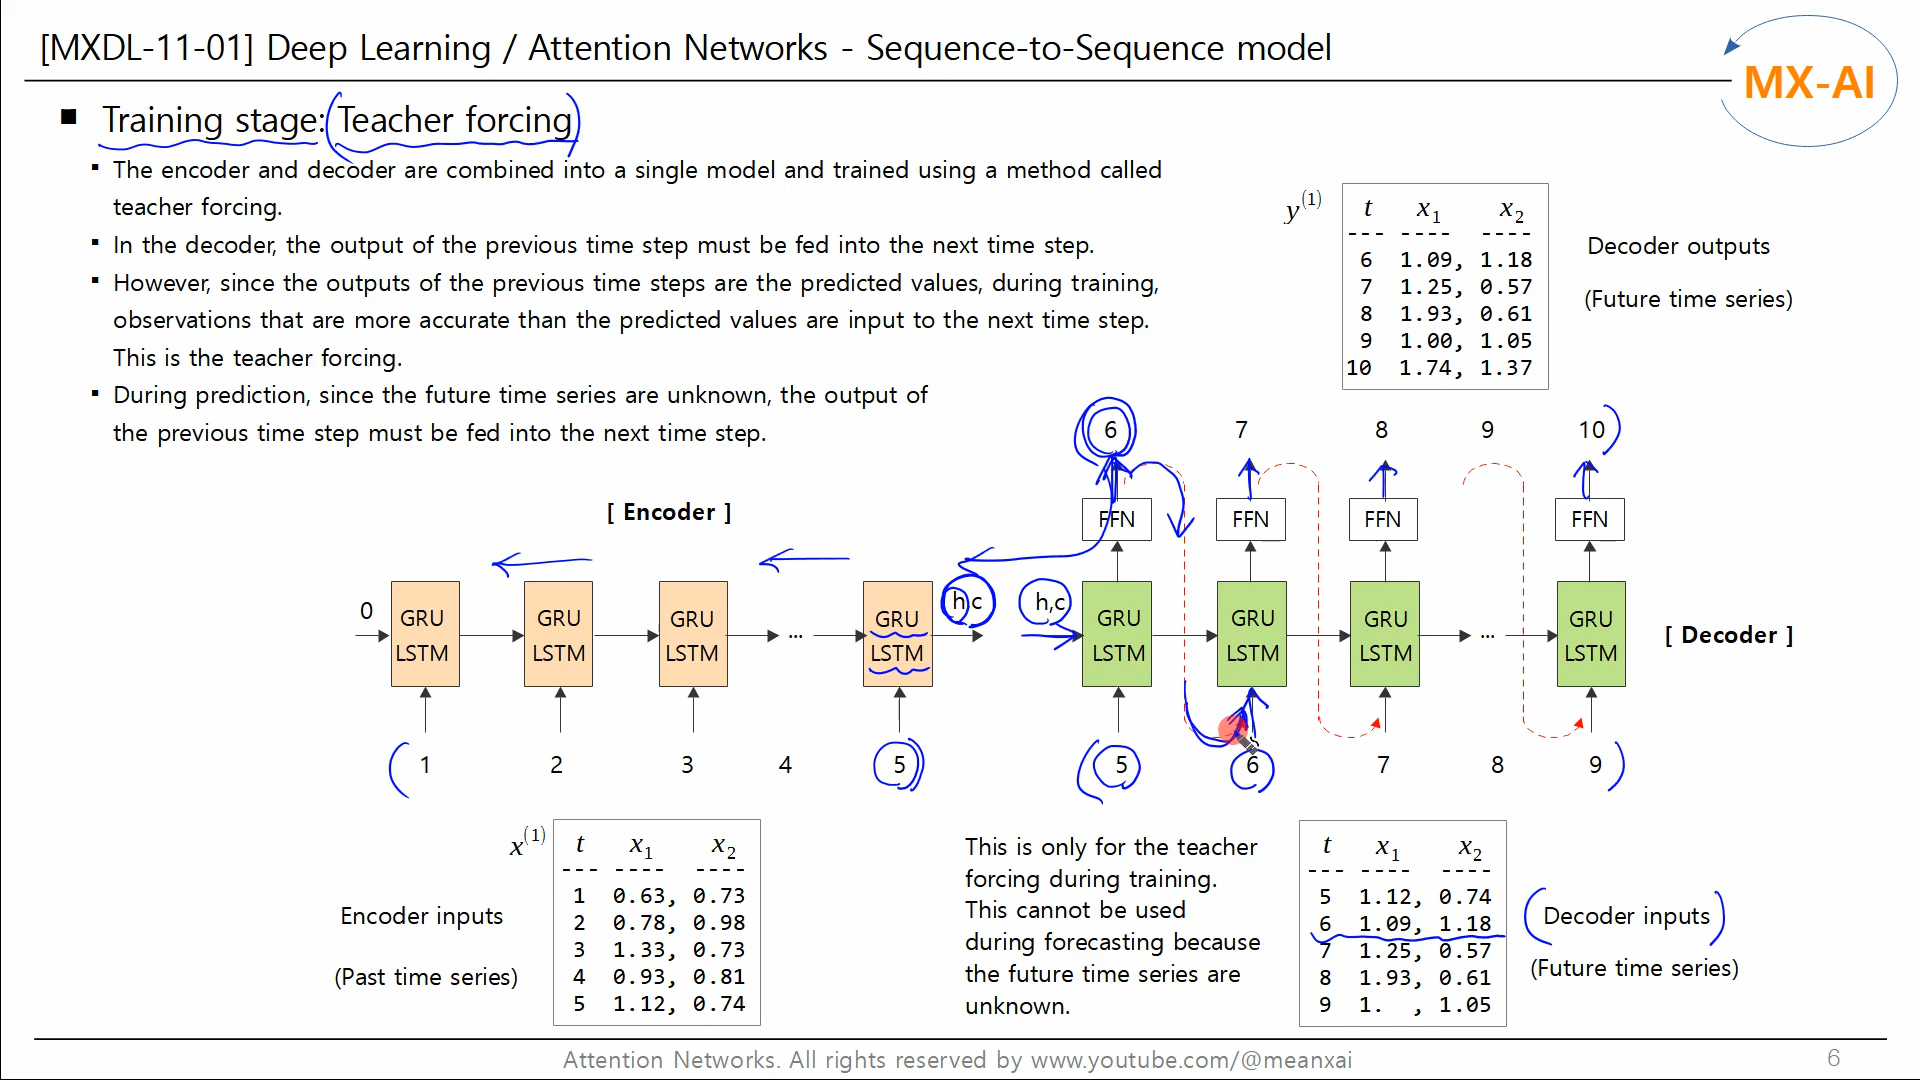 [MXDL-11-01] Deep Learning / Attention Networks - Sequence-to-Sequence model
MX-AI
■ Training stage: Teacher forcing
▪ The encoder and decoder are combined into a single model and trained using a method called
teacher forcing.
▪ In the decoder, the output of the previous time step must be fed into the next time step.
▪ However, since the outputs of the previous time steps are the predicted values, during training,
observations that are more accurate than the predicted values are input to the next time step.
This is the teacher forcing.
▪ During prediction, since the future time series are unknown, the output of
the previous time step must be fed into the next time step.
y(1)
t x1 x2
--- ---- ----
6 1.09, 1.18
7 1.25, 0.57
8 1.93, 0.61
9 1.00, 1.05
10 1.74, 1.37
Decoder outputs
(Future time series)
6 7 8 9 10
[ Encoder ]
FFN FFN FFN FFN
0 GRU LSTM GRU LSTM GRU LSTM ... GRU LSTM h,c
h,c GRU LSTM GRU LSTM GRU LSTM ... GRU LSTM
[ Decoder ]
1 2 3 4 5
5 6 7 8 9
x(1)
t x1 x2
--- ---- ----
1 0.63, 0.73
2 0.78, 0.98
3 1.33, 0.73
4 0.93, 0.81
5 1.12, 0.74
Encoder inputs
(Past time series)
This is only for the teacher
forcing during training.
This cannot be used
during forecasting because
the future time series are
unknown.
t x1 x2
--- ---- ----
5 1.12, 0.74
6 1.09, 1.18
7 1.25, 0.57
8 1.93, 0.61
9 1. , 1.05
Decoder inputs
(Future time series)
Attention Networks. All rights reserved by www.youtube.com/@meanxai
6